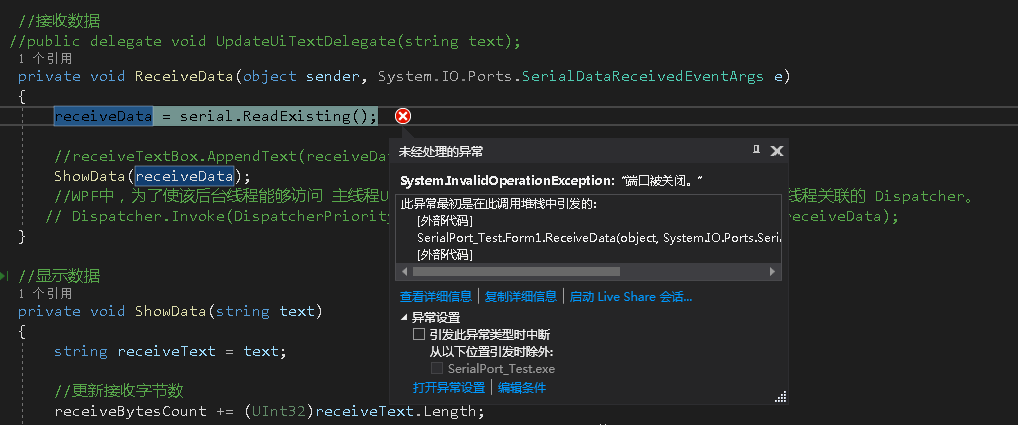 //接收数据
//public delegate void UpdateUiTextDelegate(string text);
1 个引用
private void ReceiveData(object sender, System.IO.Ports.SerialDataReceivedEventArgs e)
{
receiveData = serial.ReadExisting();
//receiveTextBox.AppendText(receiveDa
未经处理的异常
ShowData(receiveData);
System.InvalidOperationException: "端口被关闭。"
//WPF中，为了使该后台线程能够访问 主线程U
线程关联的 Dispatcher。
此异常最初是在此调用堆栈中引发的:
// Dispatcher.Invoke(DispatcherPriority
receiveData);
[外部代码]
SerialPort_Test.Form1.ReceiveData(object, System.IO.Ports.Seria
}
[外部代码]
//显示数据
1 个引用
查看详细信息 | 复制详细信息 | 启动 Live Share 会话...
private void ShowData(string text)
异常设置
{
引发此异常类型时中断
string receiveText = text;
从以下位置引发时除外:
SerialPort_Test.exe
//更新接收字节数
打开异常设置 | 编辑条件
receiveBytesCount += (UInt32)receiveText.Length;